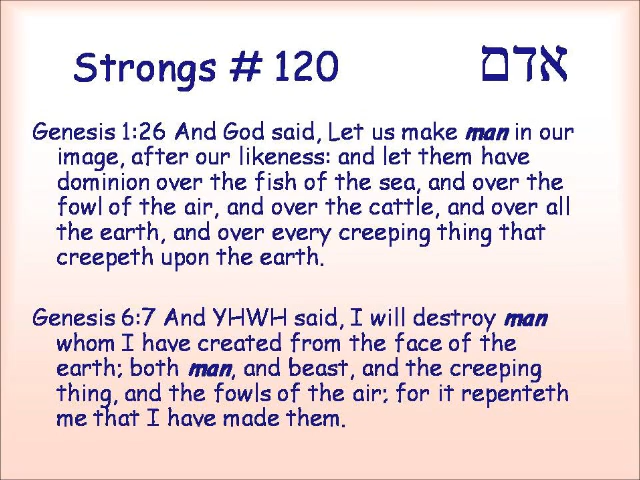 Strongs # 120 אדם
Genesis 1:26 And God said, Let us make man in our
image, after our likeness: and let them have
dominion over the fish of the sea, and over the
fowl of the air, and over the cattle, and over all
the earth, and over every creeping thing that
creepeth upon the earth.
Genesis 6:7 And YHWH said, I will destroy man
whom I have created from the face of the
earth; both man, and beast, and the creeping
thing, and the fowls of the air; for it repenteth
me that I have made them.